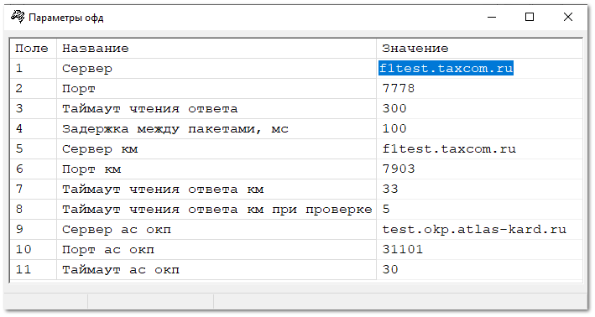 Параметры офд
Поле Название Значение
1 Сервер f1test.taxcom.ru
2 Порт 7778
3 Таймаут чтения ответа 300
4 Задержка между пакетами, мс 100
5 Сервер км f1test.taxcom.ru
6 Порт км 7903
7 Таймаут чтения ответа км 33
8 Таймаут чтения ответа км при проверке 5
9 Сервер ас окп test.okp.atlas-kard.ru
10 Порт ас окп 31101
11 Таймаут ас окп 30